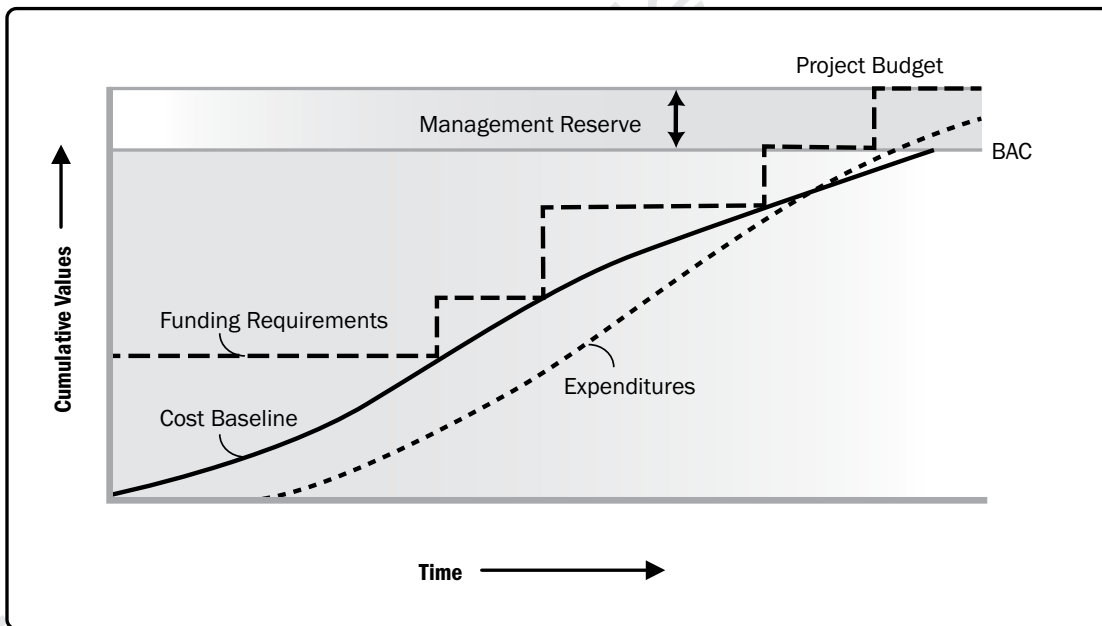 Project Budget
Management Reserve
BAC
Funding Requirements
Expenditures
Cost Baseline
Cumulative Values
Time